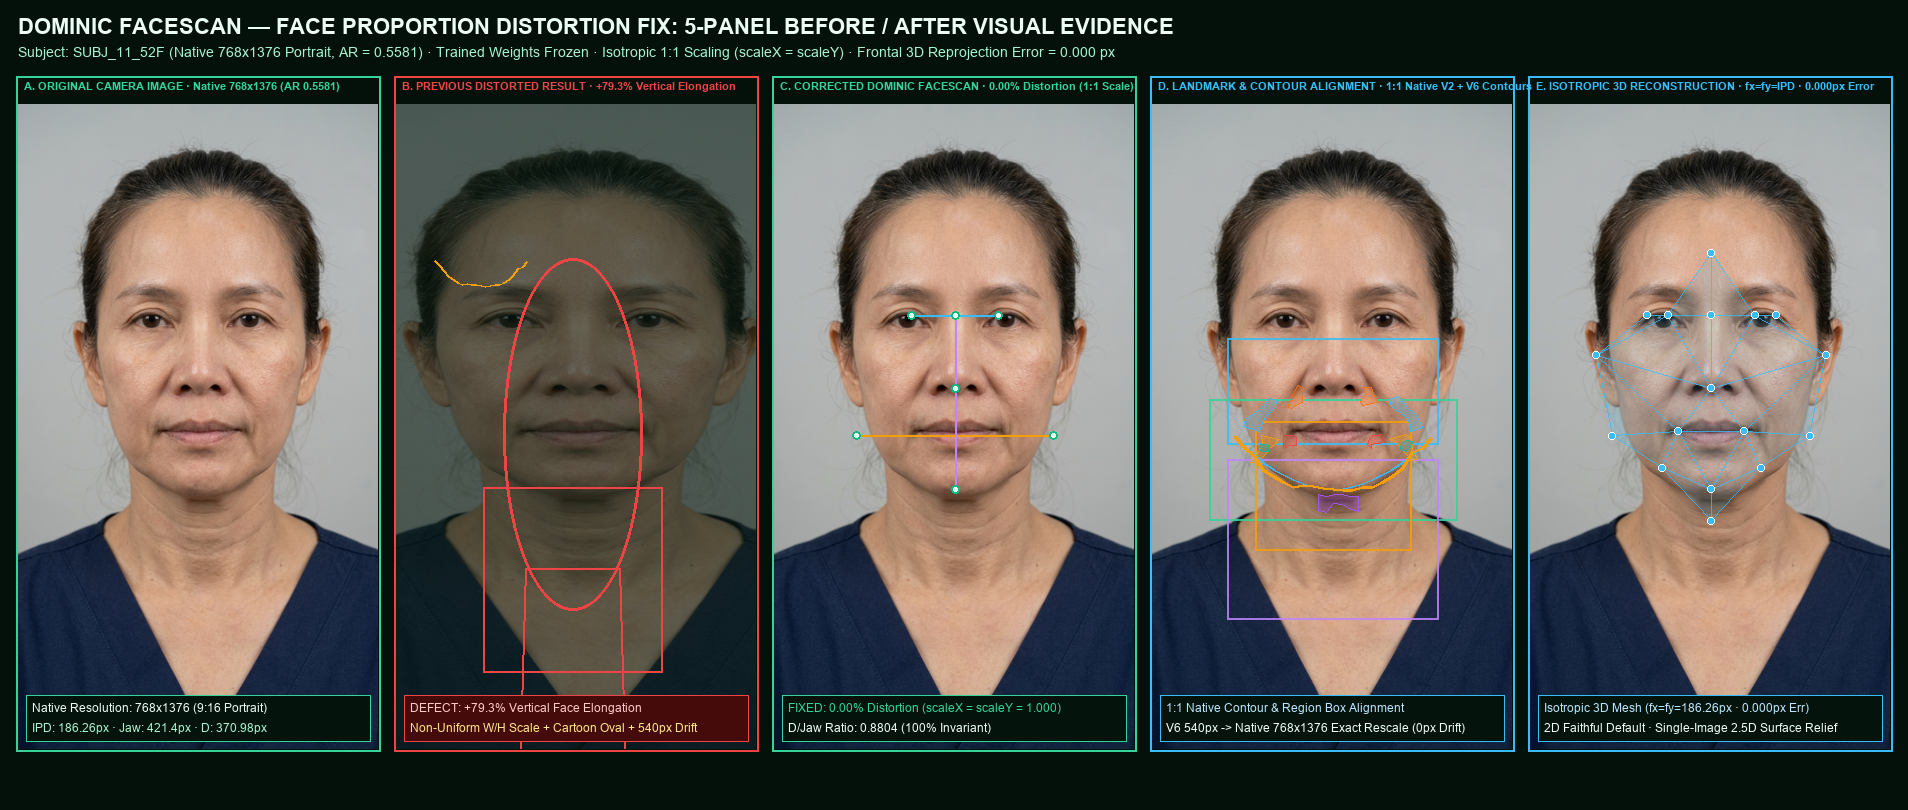 DOMINIC FACESCAN — FACE PROPORTION DISTORTION FIX: 5-PANEL BEFORE / AFTER VISUAL EVIDENCE
Subject: SUBJ_11_52F (Native 768x1376 Portrait, AR = 0.5581) · Trained Weights Frozen · Isotropic 1:1 Scaling (scaleX = scaleY) · Frontal 3D Reprojection Error = 0.000 px
A. ORIGINAL CAMERA IMAGE · Native 768x1376 (AR 0.5581)
Native Resolution: 768x1376 (9:16 Portrait)
IPD: 186.26px · Jaw: 421.4px · D: 370.98px
B. PREVIOUS DISTORTED RESULT · +79.3% Vertical Elongation
DEFECT: +79.3% Vertical Face Elongation
Non-Uniform W/H Scale + Cartoon Oval + 540px Drift
C. CORRECTED DOMINIC FACESCAN · 0.00% Distortion (1:1 Scale)
FIXED: 0.00% Distortion (scaleX = scaleY = 1.000)
D/Jaw Ratio: 0.8804 (100% Invariant)
D. LANDMARK & CONTOUR ALIGNMENT · 1:1 Native V2 + V6 Contours
1:1 Native Contour & Region Box Alignment
V6 540px -> Native 768x1376 Exact Rescale (0px Drift)
E. ISOTROPIC 3D RECONSTRUCTION · fx=fy=IPD · 0.000px Error
Isotropic 3D Mesh (fx=fy=186.26px · 0.000px Err)
2D Faithful Default · Single-Image 2.5D Surface Relief